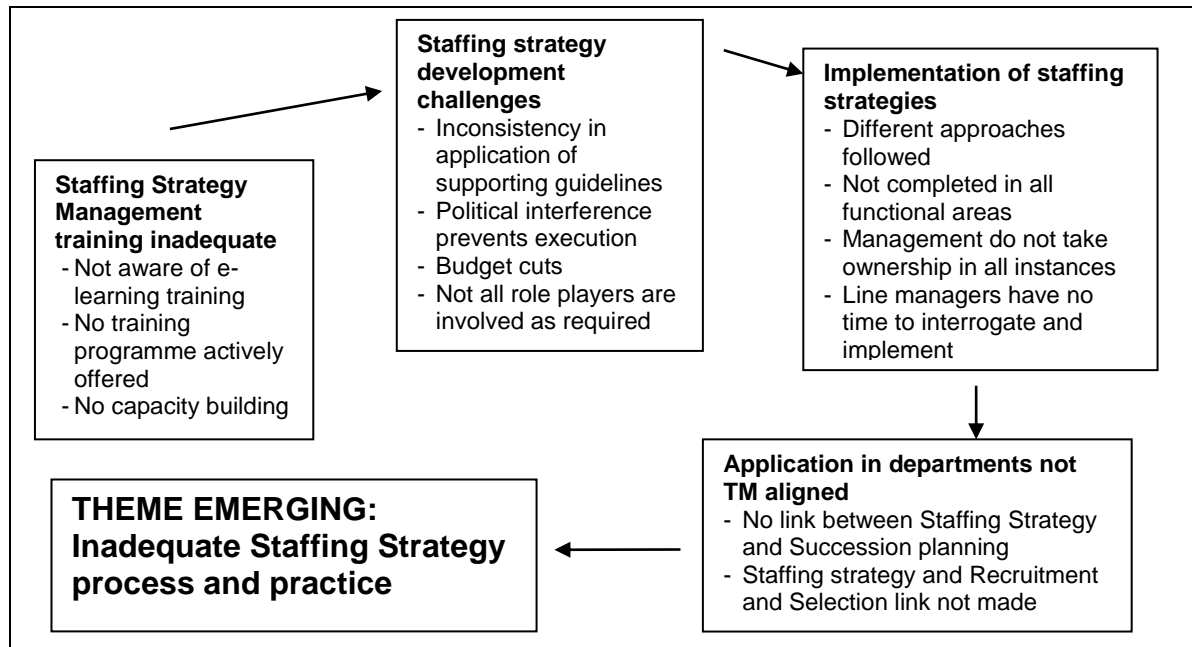 Staffing Strategy
Management
training inadequate
- Not aware of e-
learning training
- No training
programme actively
offered
- No capacity building
Staffing strategy
development
challenges
- Inconsistency in
application of
supporting guidelines
- Political interference
prevents execution
- Budget cuts
- Not all role players are
involved as required
Implementation of staffing
strategies
- Different approaches
followed
- Not completed in all
functional areas
- Management do not take
ownership in all instances
- Line managers have no
time to interrogate and
implement
Application in departments not
TM aligned
- No link between Staffing Strategy
and Succession planning
- Staffing strategy and Recruitment
and Selection link not made
THEME EMERGING:
Inadequate Staffing Strategy
process and practice